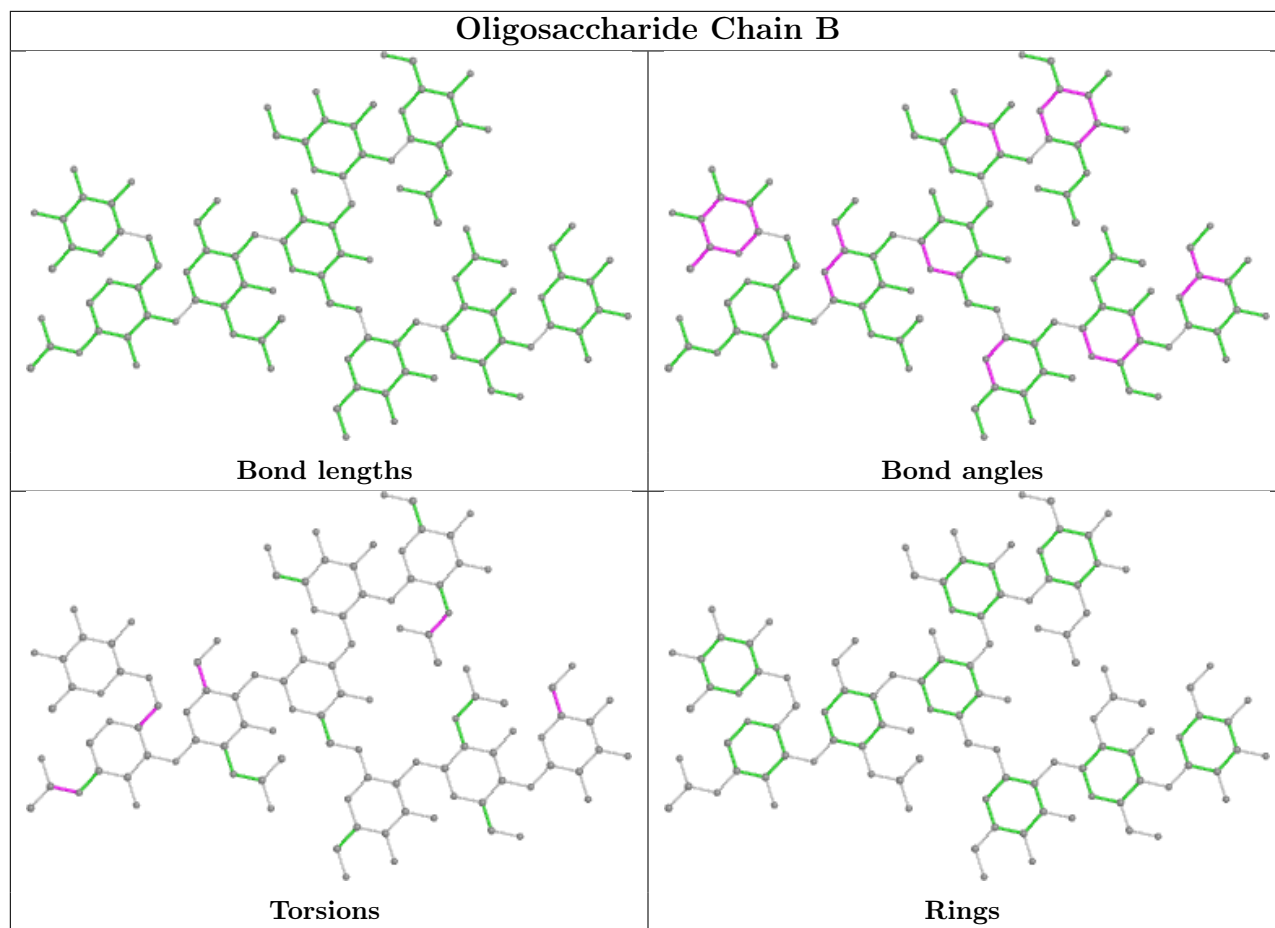 Oligosaccharide Chain B
Bond lengths
Bond angles
Torsions
Rings